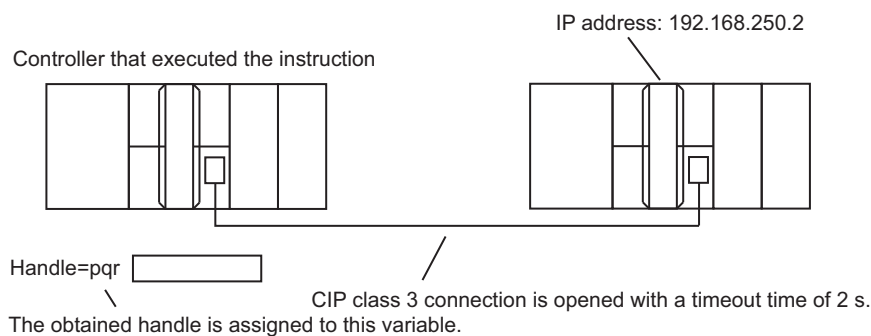 IP address: 192.168.250.2
Controller that executed the instruction
Handle=pqr
CIP class 3 connection is opened with a timeout time of 2 s.
The obtained handle is assigned to this variable.